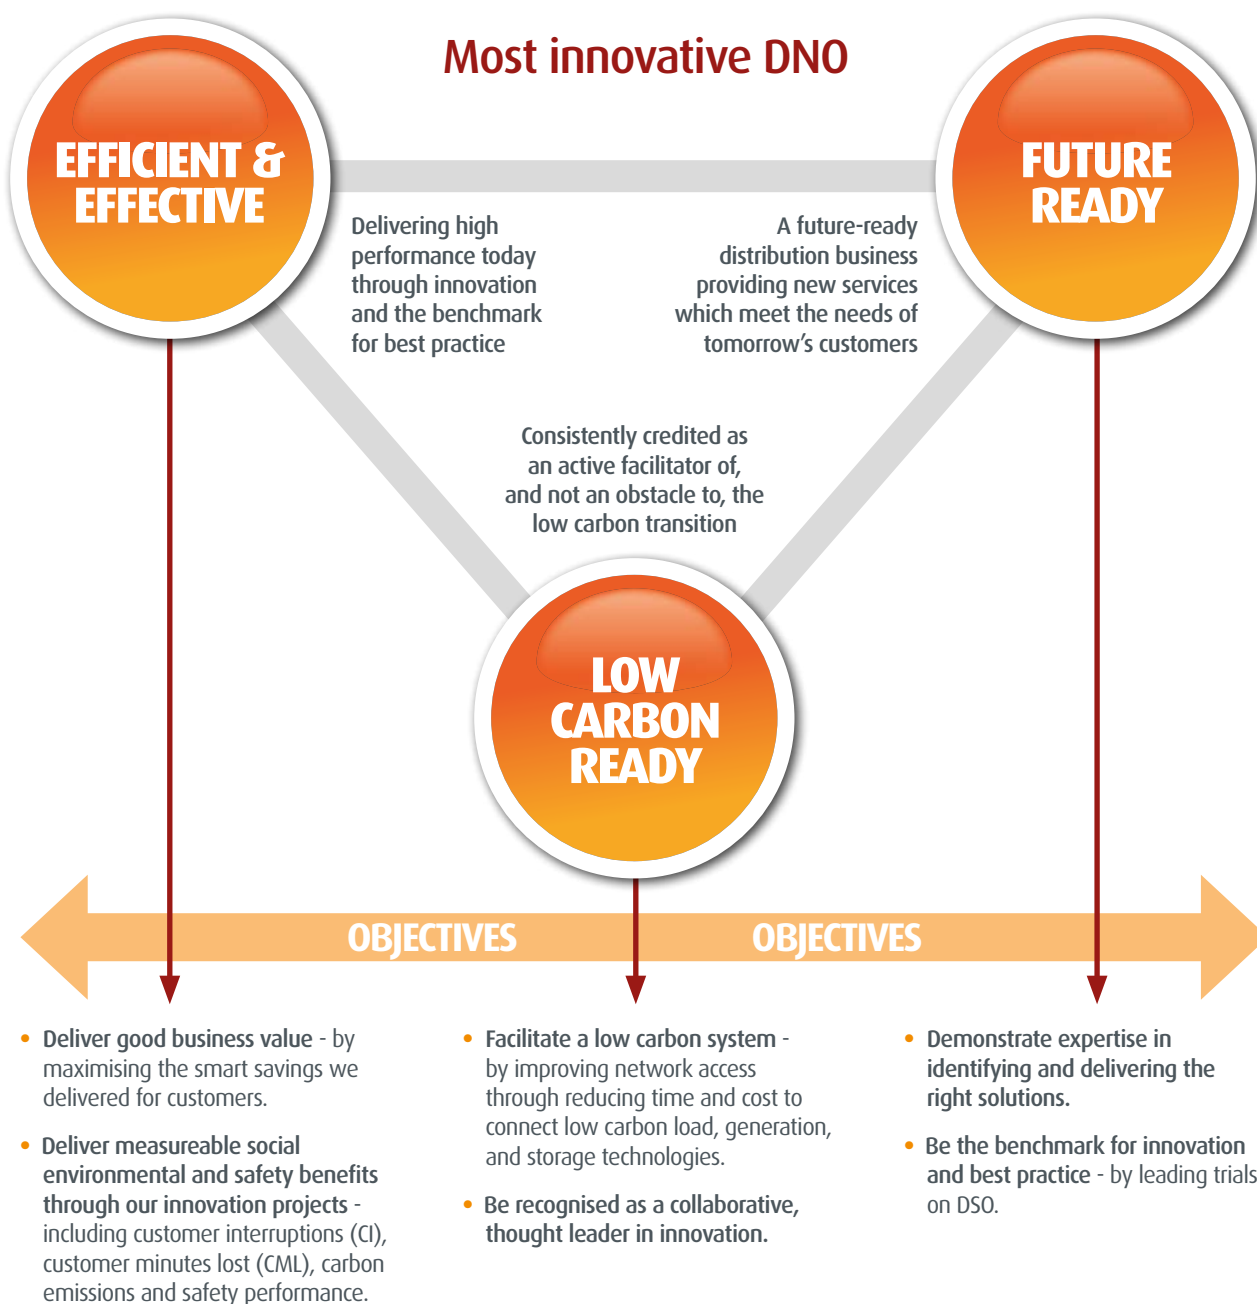 Most innovative DNO
EFFICIENT &
EFFECTIVE
FUTURE
READY
Delivering high
performance today
through innovation
and the benchmark
for best practice
A future-ready
distribution business
providing new services
which meet the needs of
tomorrow's customers
Consistently credited as
an active facilitator of,
and not an obstacle to, the
low carbon transition
LOW
CARBON
READY
OBJECTIVES
OBJECTIVES
• Deliver good business value - by
maximising the smart savings we
delivered for customers.
• Deliver measureable social
environmental and safety benefits
through our innovation projects -
including customer interruptions (CI),
customer minutes lost (CML), carbon
emissions and safety performance.
• Facilitate a low carbon system -
by improving network access
through reducing time and cost to
connect low carbon load, generation,
and storage technologies.
• Be recognised as a collaborative,
thought leader in innovation.
• Demonstrate expertise in
identifying and delivering the
right solutions.
• Be the benchmark for innovation
and best practice - by leading trials
on DSO.